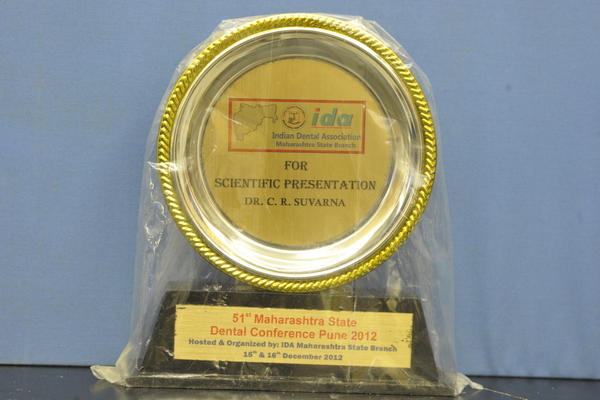 ida
Indian Dental Association
Maharashtra State Branch
FOR
SCIENTIFIC PRESENTATION
DR. C. R. SUVARNA
51st Maharashtra State
Dental Conference Pune 2012
Hosted & Organized by: IDA Maharashtra State Branch
15th & 16th December 2012